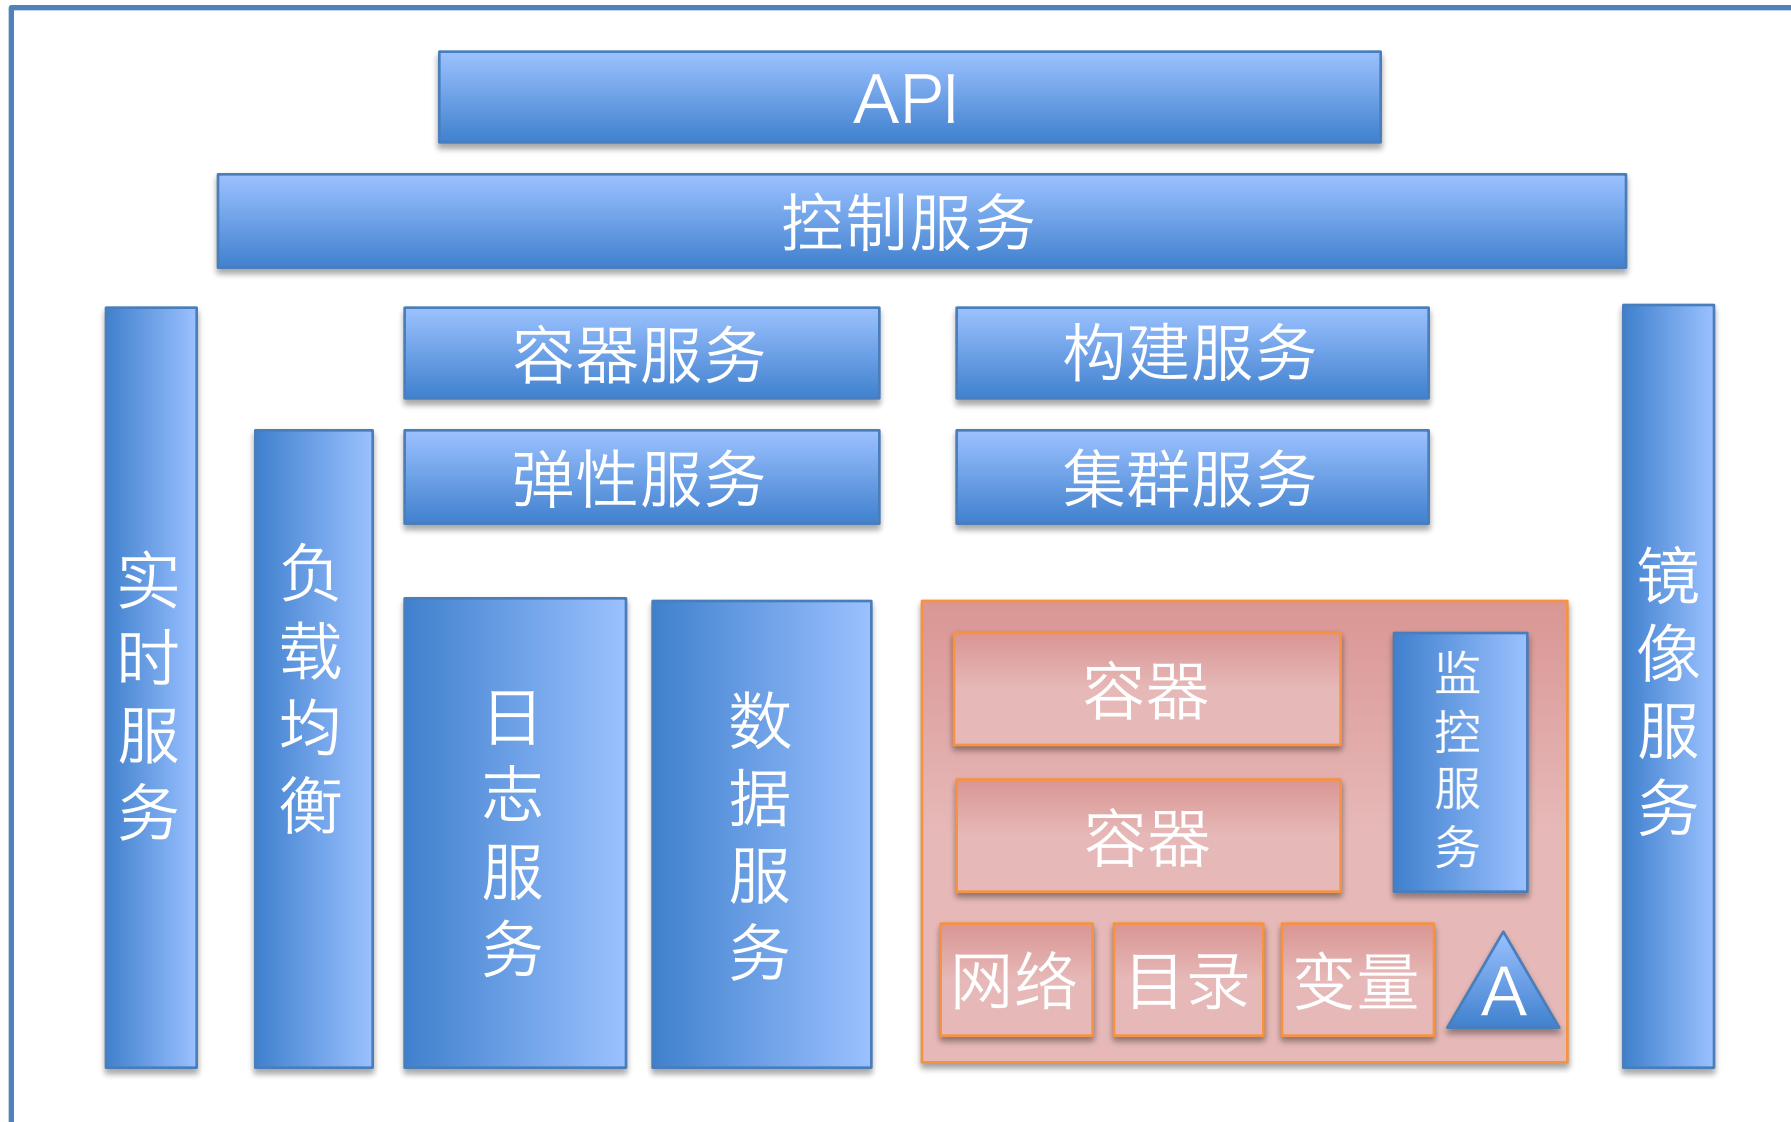 API
控制服务
容器服务
构建服务
弹性服务
集群服务
实时服务
负载均衡
日志服务
数据服务
容器
容器
监控服务
网络
目录
变量
A
镜像服务